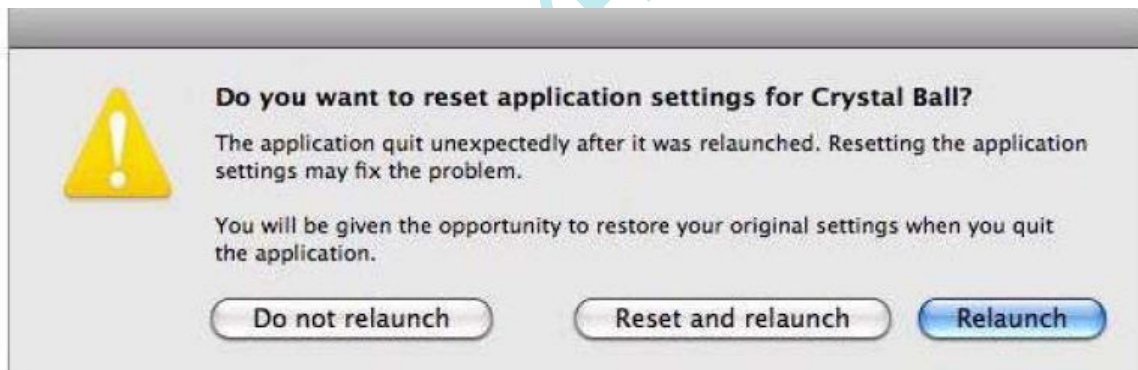 Do you want to reset application settings for Crystal Ball?
The application quit unexpectedly after it was relaunched. Resetting the application
settings may fix the problem.
You will be given the opportunity to restore your original settings when you quit
the application.
Do not relaunch Reset and relaunch Relaunch